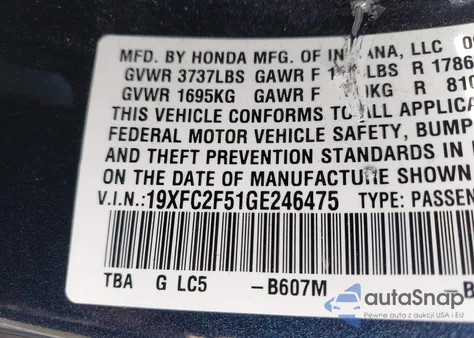 MFD. BY HONDA MFG. OF IN ANA, LLC 0
GVWR 3737LBS GAWR F LBS R 1786
GVWR 1695KG GAWR F KG R 810
THIS VEHICLE CONFORMS TO ALL APPLICA
FEDERAL MOTOR VEHICLE SAFETY, BUMP
AND THEFT PREVENTION STANDARDS IN
ON THE DATE OF MANUFACTURE SHOWN
V.I.N.:19XFC2F51GE246475 TYPE: PASSEN
TBA G LC5 –B607M –B
autoSnap
Pewne auta z aukcji USA i EU